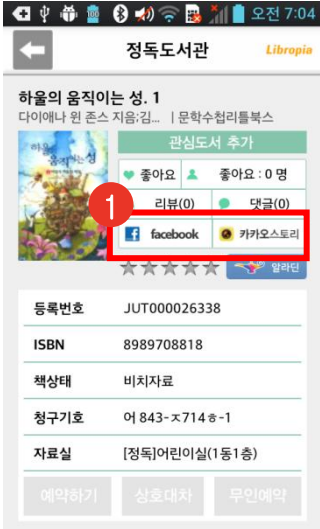 오전 7:04
정독도서관 Libropia
하울의 움직이는 성. 1
다이애나 윈 존스 지음;김... | 문학수첩리틀북스
관심도서 추가
좋아요 좋아요 : 0 명
1 리뷰(0) 댓글(0)
facebook 카카오스토리
알라딘
등록번호 JUT000026338
ISBN 8989708818
책상태 비치자료
청구기호 어 843-ㅈ714ㅎ-1
자료실 [정독]어린이실(1동1층)
예약하기 상호대차 무인예약